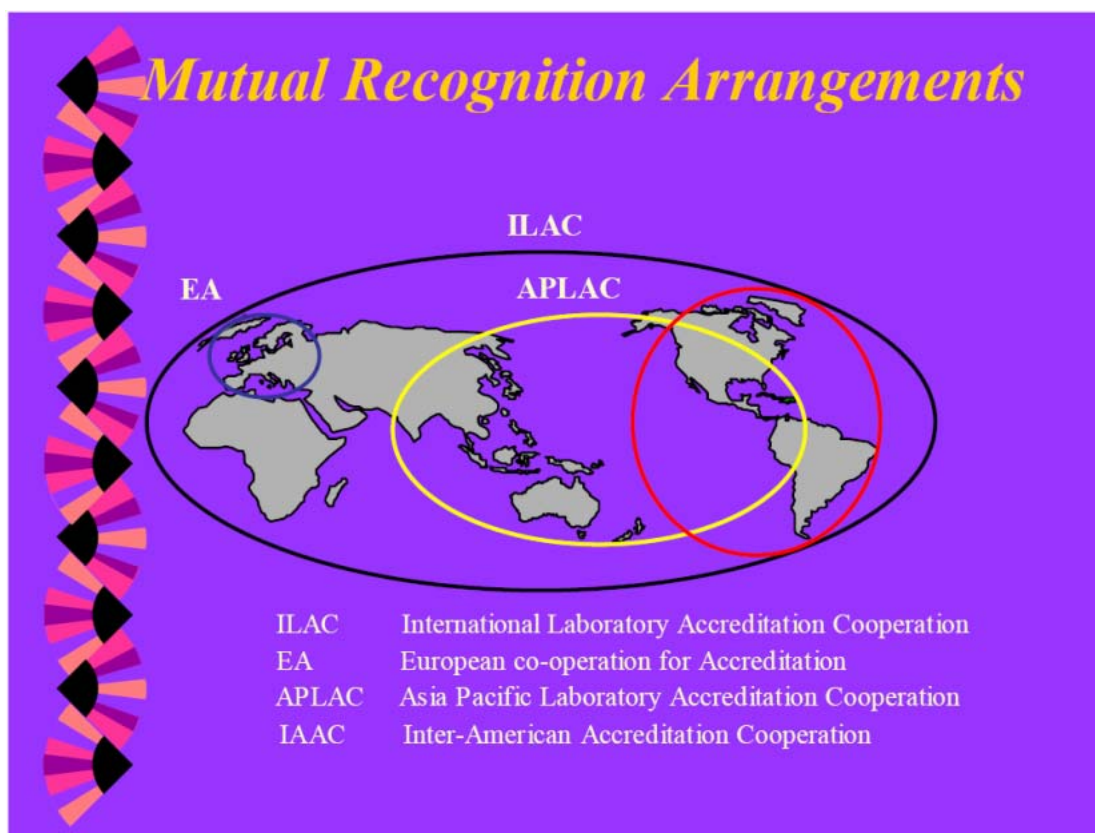 Mutual Recognition Arrangements
ILAC
EA APLAC
ILAC International Laboratory Accreditation Cooperation
EA European co-operation for Accreditation
APLAC Asia Pacific Laboratory Accreditation Cooperation
IAAC Inter-American Accreditation Cooperation